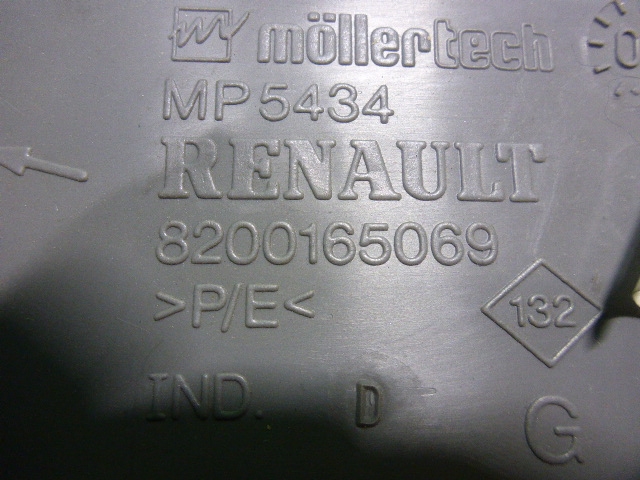 möllertech
MP5434
RENAULT
8200165069
>P/E<
132
IND. D
G